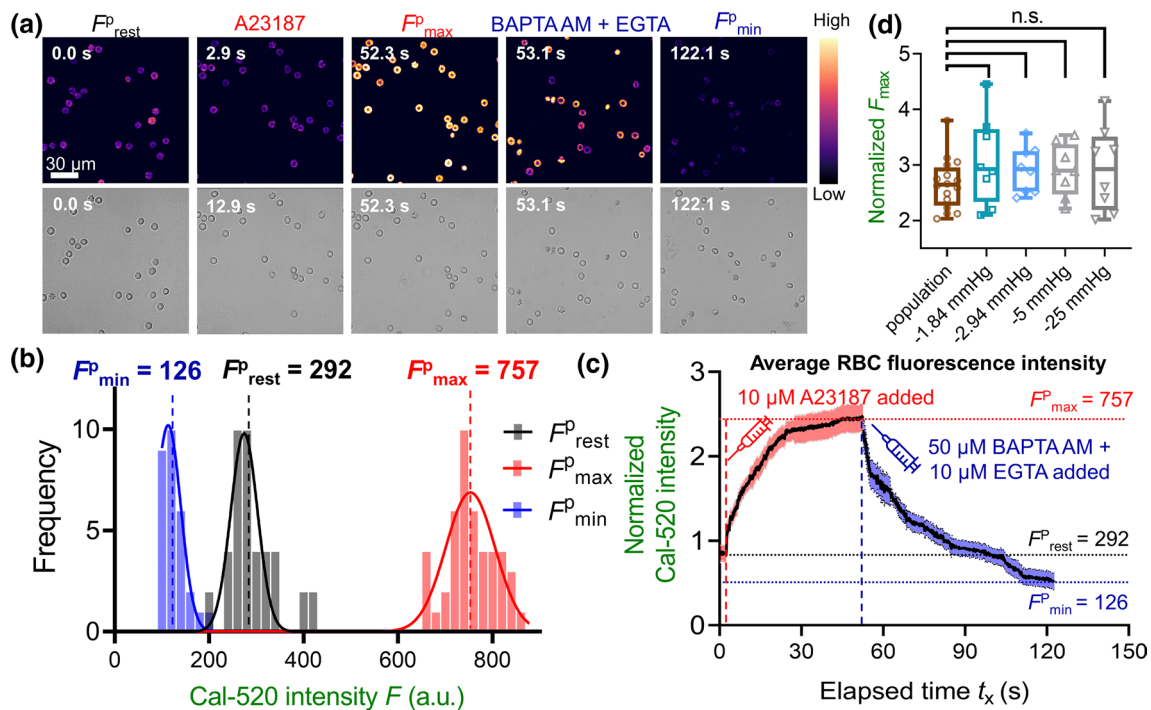 (a)
Fᵖrest
A23187
Fᵖmax
BAPTA AM + EGTA
Fᵖmin
High
0.0 s
2.9 s
52.3 s
53.1 s
122.1 s
30 µm
Low
0.0 s
12.9 s
52.3 s
53.1 s
122.1 s
(d)
n.s.
Normalized Fmax
5
4
3
2
population
-1.84 mmHg
-2.94 mmHg
-5 mmHg
-25 mmHg
(b)
Fᵖmin = 126
Fᵖrest = 292
Fᵖmax = 757
Frequency
10
5
0
Fᵖrest
Fᵖmax
Fᵖmin
0
200
400
600
800
Cal-520 intensity F (a.u.)
(c)
Average RBC fluorescence intensity
Normalized
Cal-520 intensity
3
2
1
0
10 µM A23187 added
Fᵖmax = 757
50 µM BAPTA AM +
10 µM EGTA added
Fᵖrest = 292
Fᵖmin = 126
0
30
60
90
120
150
Elapsed time tx (s)